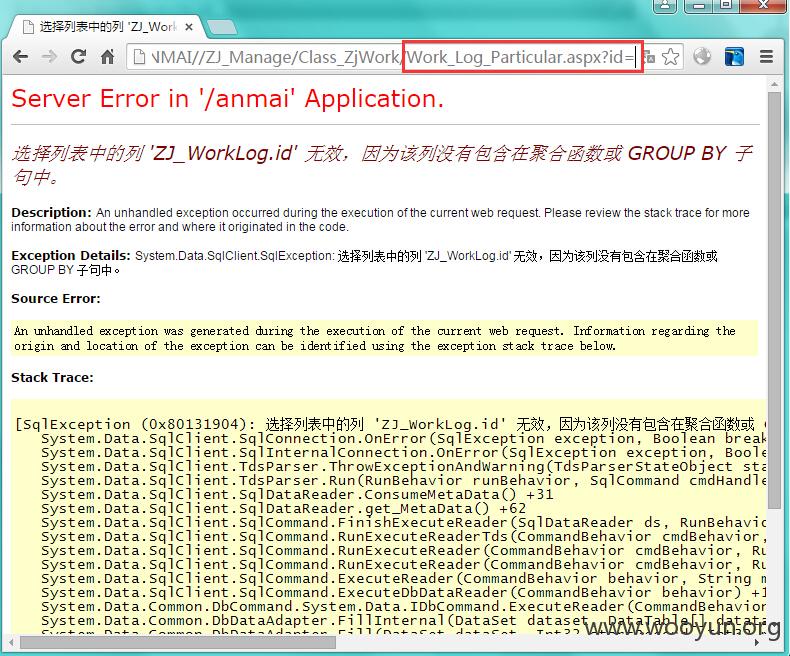 选择列表中的列 'ZJ_Work
NMAI//ZJ_Manage/Class_ZjWork/Work_Log_Particular.aspx?id=
Server Error in '/anmai' Application.
选择列表中的列 'ZJ_WorkLog.id' 无效，因为该列没有包含在聚合函数或 GROUP BY 子
句中。
Description: An unhandled exception occurred during the execution of the current web request. Please review the stack trace for more
information about the error and where it originated in the code.
Exception Details: System.Data.SqlClient.SqlException: 选择列表中的列 'ZJ_WorkLog.id' 无效，因为该列没有包含在聚合函数或
GROUP BY 子句中。
Source Error:
An unhandled exception was generated during the execution of the current web request. Information regarding the
origin and location of the exception can be identified using the exception stack trace below.
Stack Trace:
[SqlException (0x80131904): 选择列表中的列 'ZJ_WorkLog.id' 无效，因为该列没有包含在聚合函数或
System.Data.SqlClient.SqlConnection.OnError(SqlException exception, Boolean break
System.Data.SqlClient.SqlInternalConnection.OnError(SqlException exception, Boole
System.Data.SqlClient.TdsParser.ThrowExceptionAndWarning(TdsParserStateObject sta
System.Data.SqlClient.TdsParser.Run(RunBehavior runBehavior, SqlCommand cmdHandle
System.Data.SqlClient.SqlDataReader.ConsumeMetaData() +31
System.Data.SqlClient.SqlDataReader.get_MetaData() +62
System.Data.SqlClient.SqlCommand.FinishExecuteReader(SqlDataReader ds, RunBehavio
System.Data.SqlClient.SqlCommand.RunExecuteReaderTds(CommandBehavior cmdBehavior,
System.Data.SqlClient.SqlCommand.RunExecuteReader(CommandBehavior cmdBehavior, Ru
System.Data.SqlClient.SqlCommand.RunExecuteReader(CommandBehavior cmdBehavior, Ru
System.Data.SqlClient.SqlCommand.ExecuteReader(CommandBehavior behavior, String m
System.Data.SqlClient.SqlCommand.ExecuteDbDataReader(CommandBehavior behavior) +1
System.Data.Common.DbCommand.System.Data.IDbCommand.ExecuteReader(CommandBehavior
System.Data.Common.DbDataAdapter.FillInternal(DataSet dataset, DataTable[] datata
www.wooyun.org